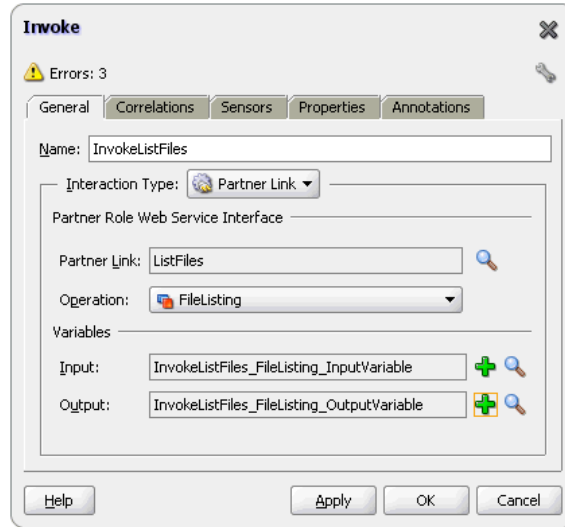 Invoke
Errors: 3
General Correlations Sensors Properties Annotations
Name: InvokeListFiles
Interaction Type: Partner Link
Partner Role Web Service Interface
Partner Link: ListFiles
Operation: FileListing
Variables
Input: InvokeListFiles_FileListing_InputVariable
Output: InvokeListFiles_FileListing_OutputVariable
Help Apply OK Cancel